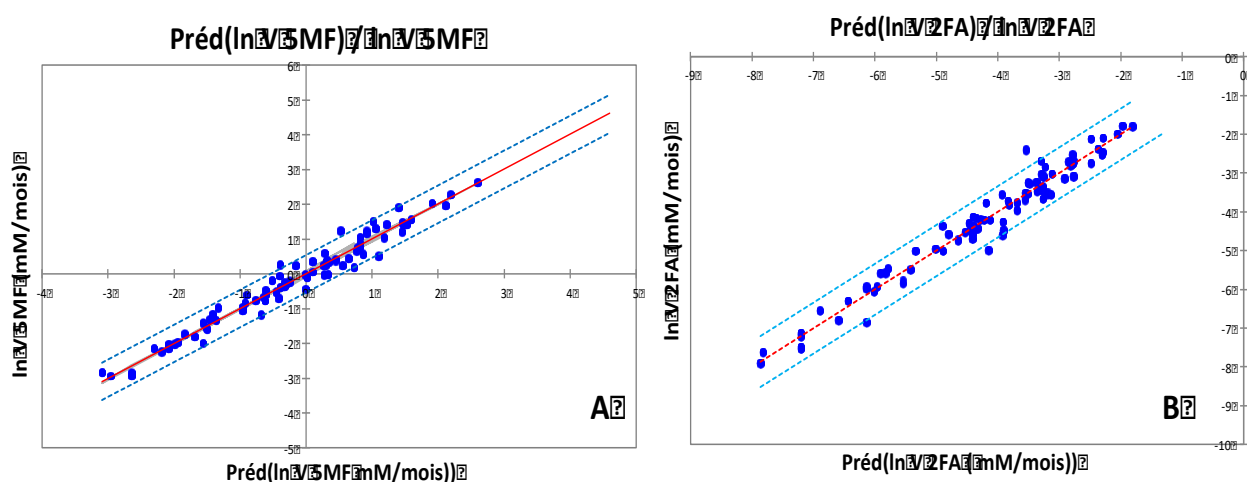 Préd(ln V 5MF) / ln V 5MF
6
5
4
3
2
1
0
-1
-2
-3
-4
-5
-4 -3 -2 -1 0 1 2 3 4 5
ln V 5MF (mM/mois))
A
Préd(ln V 5MF mM/mois))
Préd(ln V 2FA) / ln V 2FA
-9 -8 -7 -6 -5 -4 -3 -2 -1 0
0
-1
-2
-3
-4
-5
-6
-7
-8
-9
-10
ln V 2FA (mM/mois))
B
Préd(ln V 2FA (mM/mois))